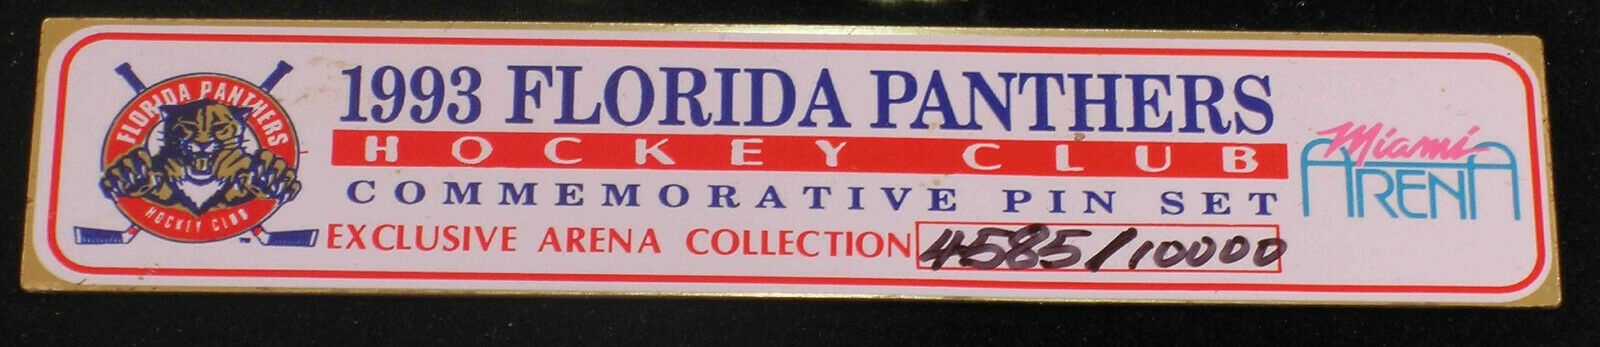 FLORIDA PANTHERS
HOCKEY CLUB
TM
1993 FLORIDA PANTHERS
HOCKEY CLUB
COMMEMORATIVE PIN SET
EXCLUSIVE ARENA COLLECTION 4585/10000
Miami
ARENA